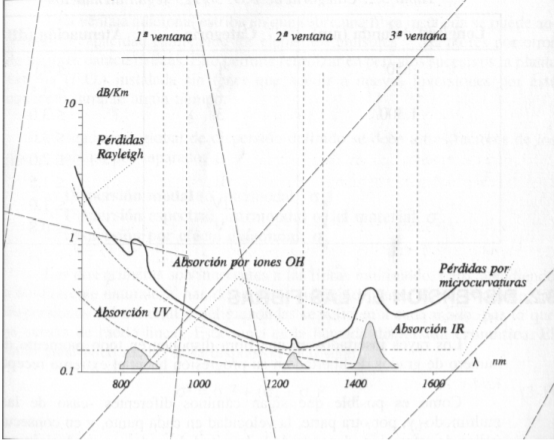 1ª ventana
2ª ventana
3ª ventana
dB/Km
10
Pérdidas
Rayleigh
1
Absorción por iones OH
Pérdidas por
microcurvaturas
Absorción UV
Absorción IR
0.1
800
1000
1200
1400
1600
λ nm